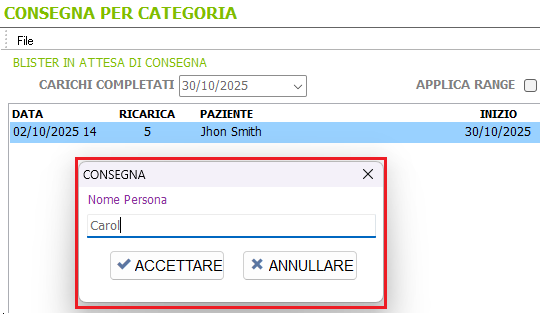 CONSEGNA PER CATEGORIA
File
BLISTER IN ATTESA DI CONSEGNA
CARICHI COMPLETATI 30/10/2025 APPLICA RANGE
DATA RICARICA PAZIENTE INIZIO
02/10/2025 14 5 Jhon Smith 30/10/2025
CONSEGNA
Nome Persona
Carol
ACCETTARE ANNULLARE